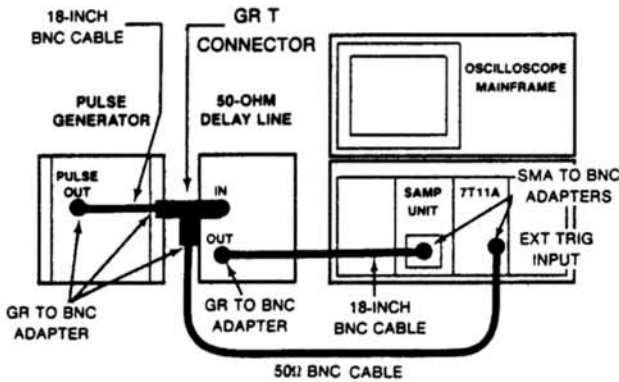 18-INCH
BNC CABLE
GR T
CONNECTOR
PULSE
GENERATOR
50-OHM
DELAY LINE
OSCILLOSCOPE
MAINFRAME
PULSE
OUT
IN
OUT
SAMP
UNIT
7T11A
SMA TO BNC
ADAPTERS
EXT TRIG
INPUT
GR TO BNC
ADAPTER
GR TO BNC
ADAPTER
18-INCH
BNC CABLE
50Ω BNC CABLE